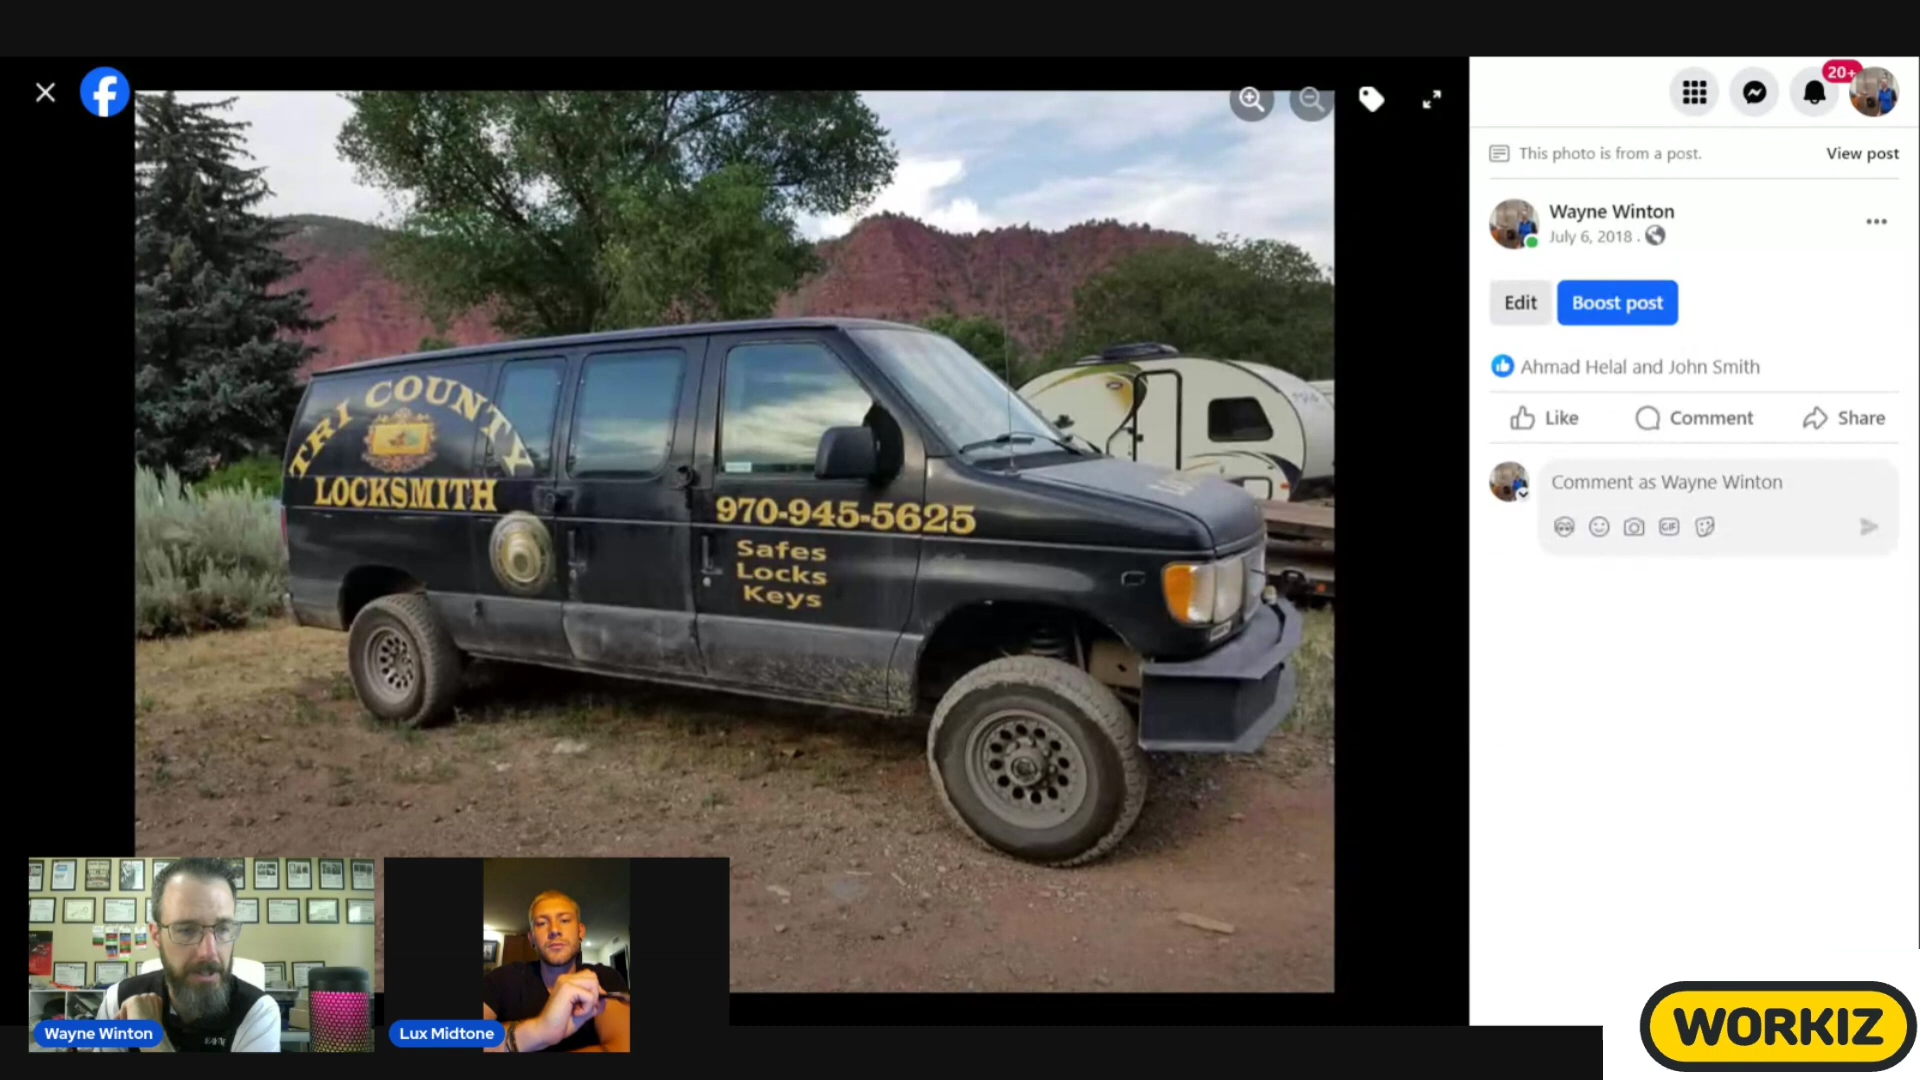 20+
This photo is from a post.
View post
Wayne Winton
July 6, 2018 ·
Edit
Boost post
Ahmad Helal and John Smith
Like
Comment
Share
Comment as Wayne Winton
GIF
TRI COUNTY
LOCKSMITH
970-945-5625
Safes
Locks
Keys
Wayne Winton
Lux Midtone
WORKIZ